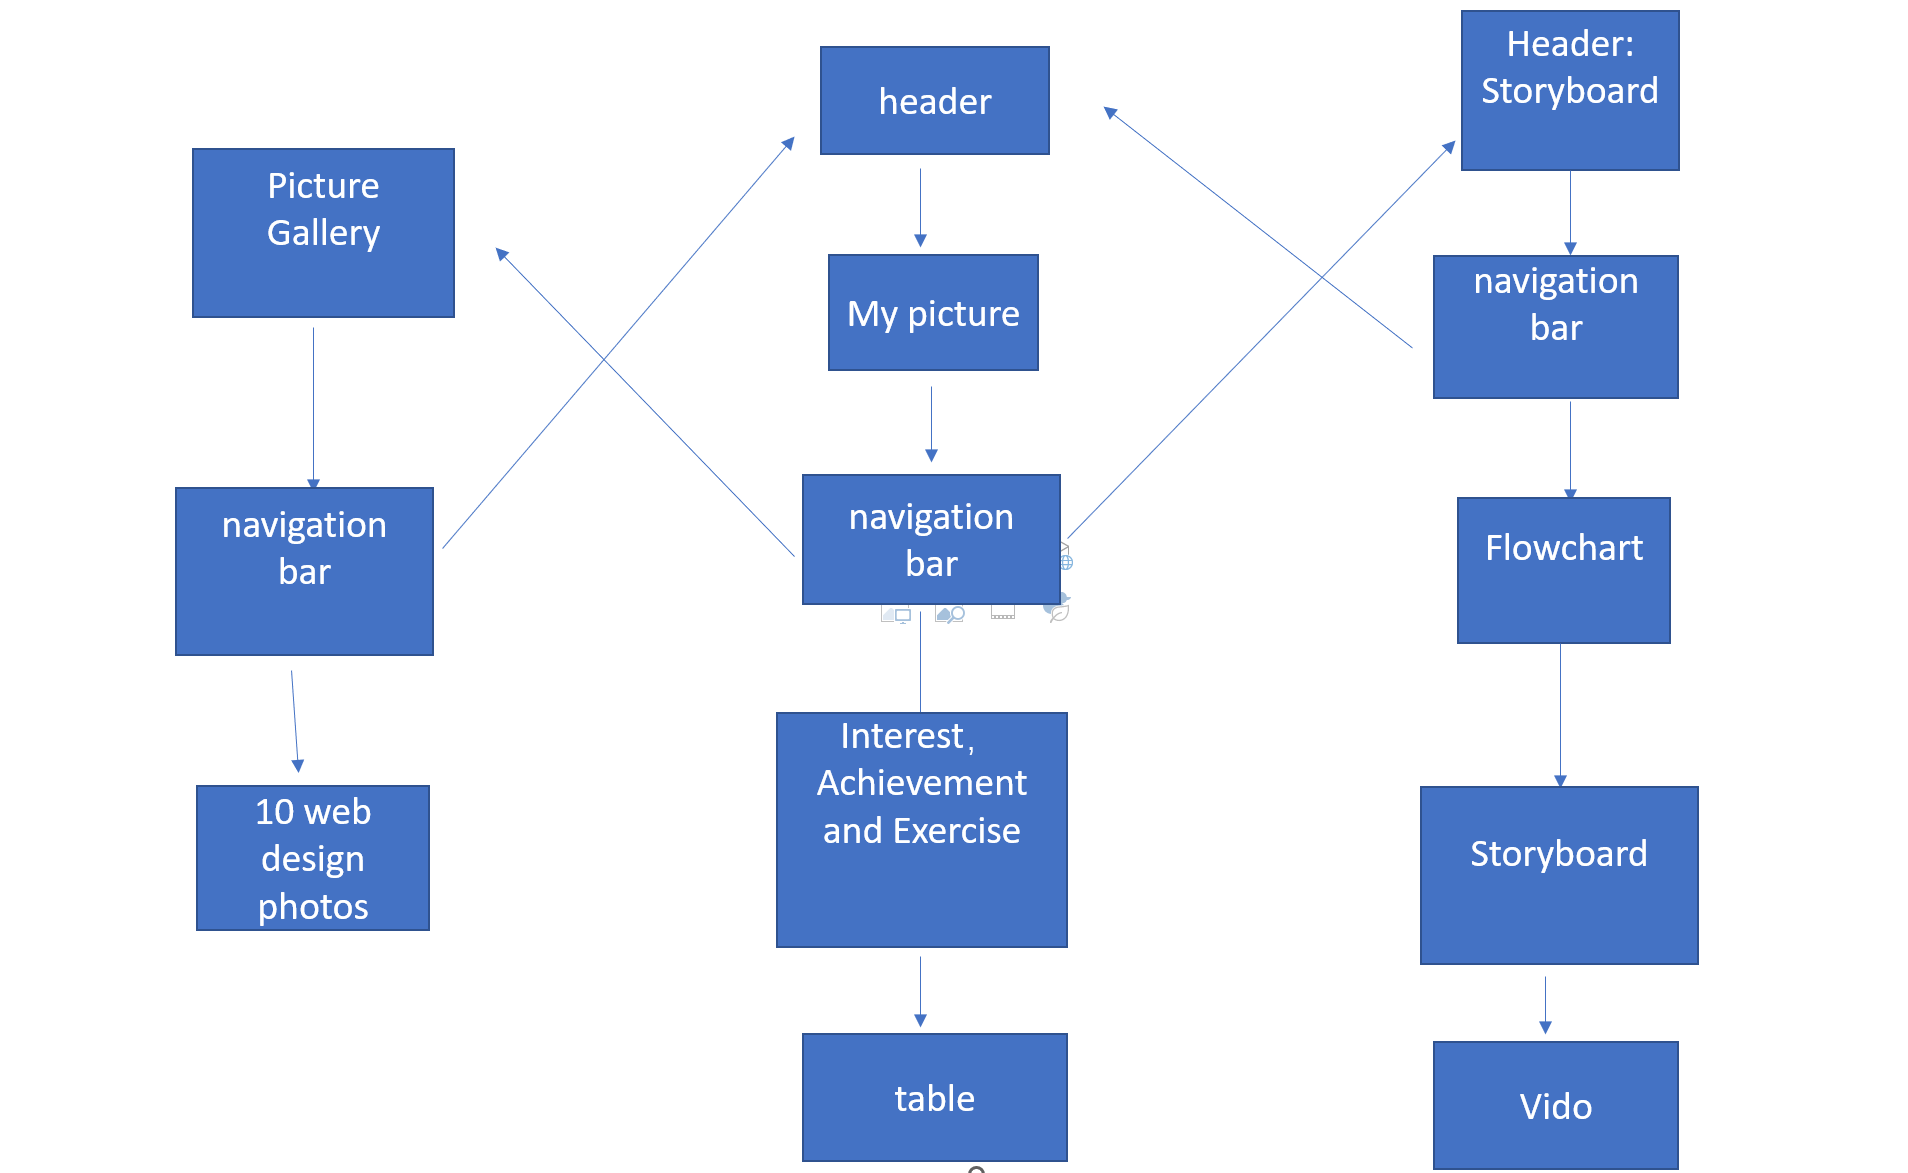 Picture
Gallery
navigation
bar
10 web
design
photos
header
My picture
navigation
bar
Interest,
Achievement
and Exercise
table
Header:
Storyboard
navigation
bar
Flowchart
Storyboard
Vido